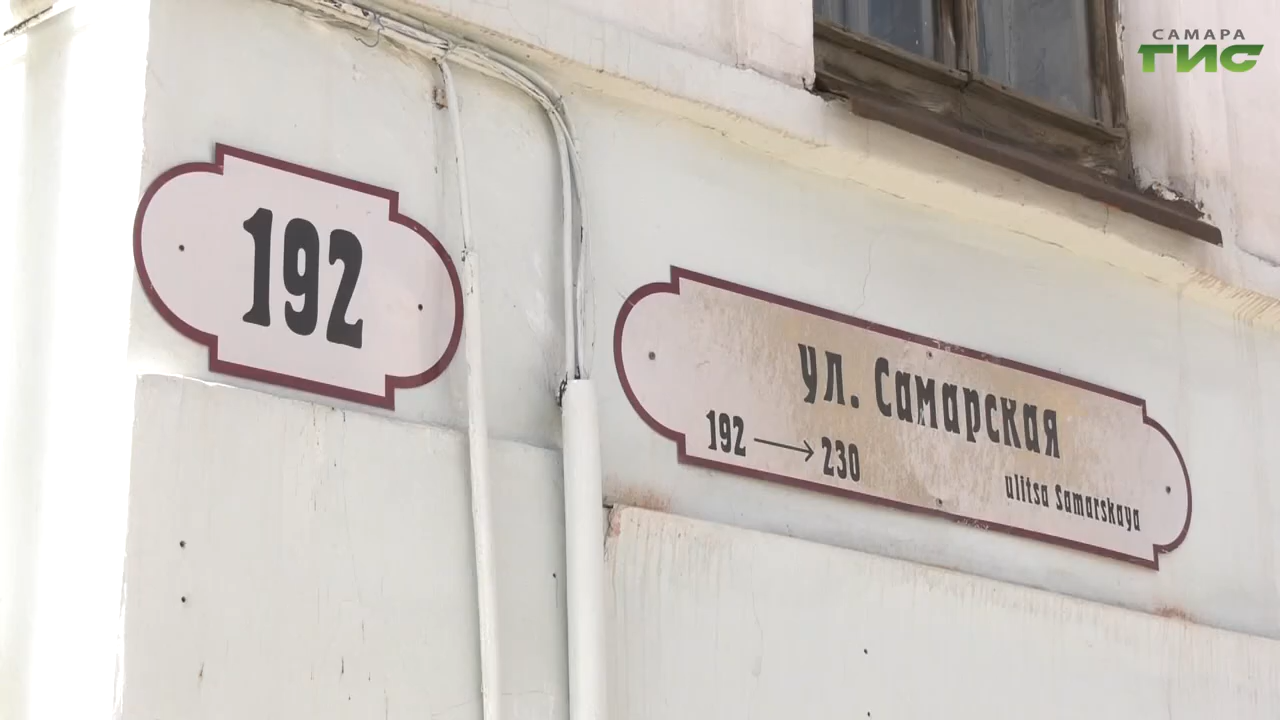 САМАРА
ГИС
192
ул. Самарская
192 → 230
ulitsa Samarskaya